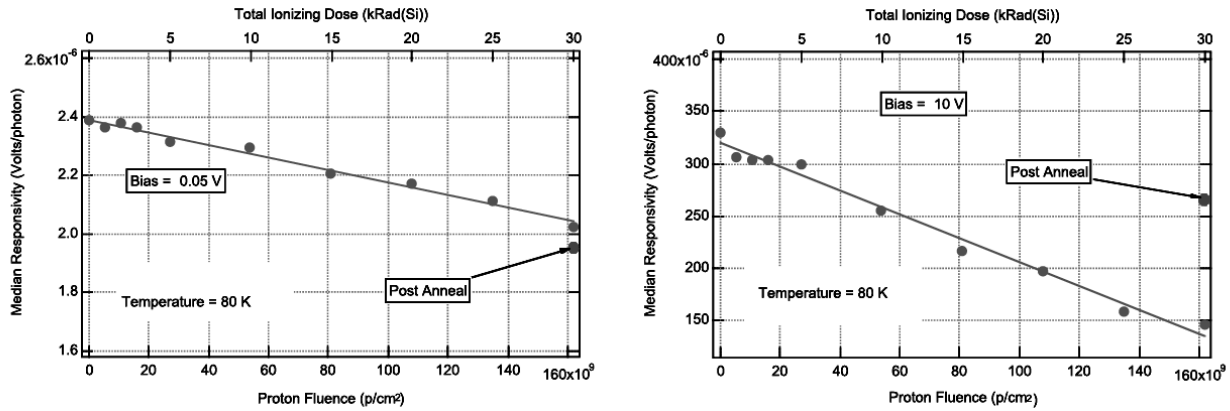 Total Ionizing Dose (kRad(Si))
0 5 10 15 20 25 30
2.6x10-6
2.4
2.2
2.0
1.8
1.6
Median Responsivity (Volts/photon)
Bias = 0.05 V
Post Anneal
Temperature = 80 K
0 20 40 60 80 100 120 140 160x10⁹
Proton Fluence (p/cm²)
Total Ionizing Dose (kRad(Si))
0 5 10 15 20 25 30
400x10-6
350
300
250
200
150
Median Responsivity (Volts/photon)
Bias = 10 V
Post Anneal
Temperature = 80 K
0 20 40 60 80 100 120 140 160x10⁹
Proton Fluence (p/cm²)